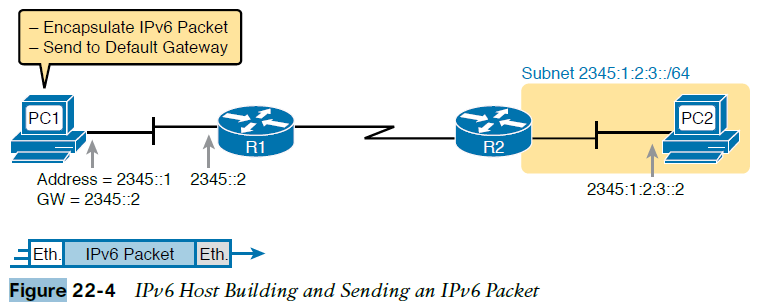 – Encapsulate IPv6 Packet
– Send to Default Gateway
Subnet 2345:1:2:3::/64
PC1
R1
R2
PC2
Address = 2345::1
2345::2
GW = 2345::2
2345:1:2:3::2
Eth.
IPv6 Packet
Eth.
Figure 22-4 IPv6 Host Building and Sending an IPv6 Packet